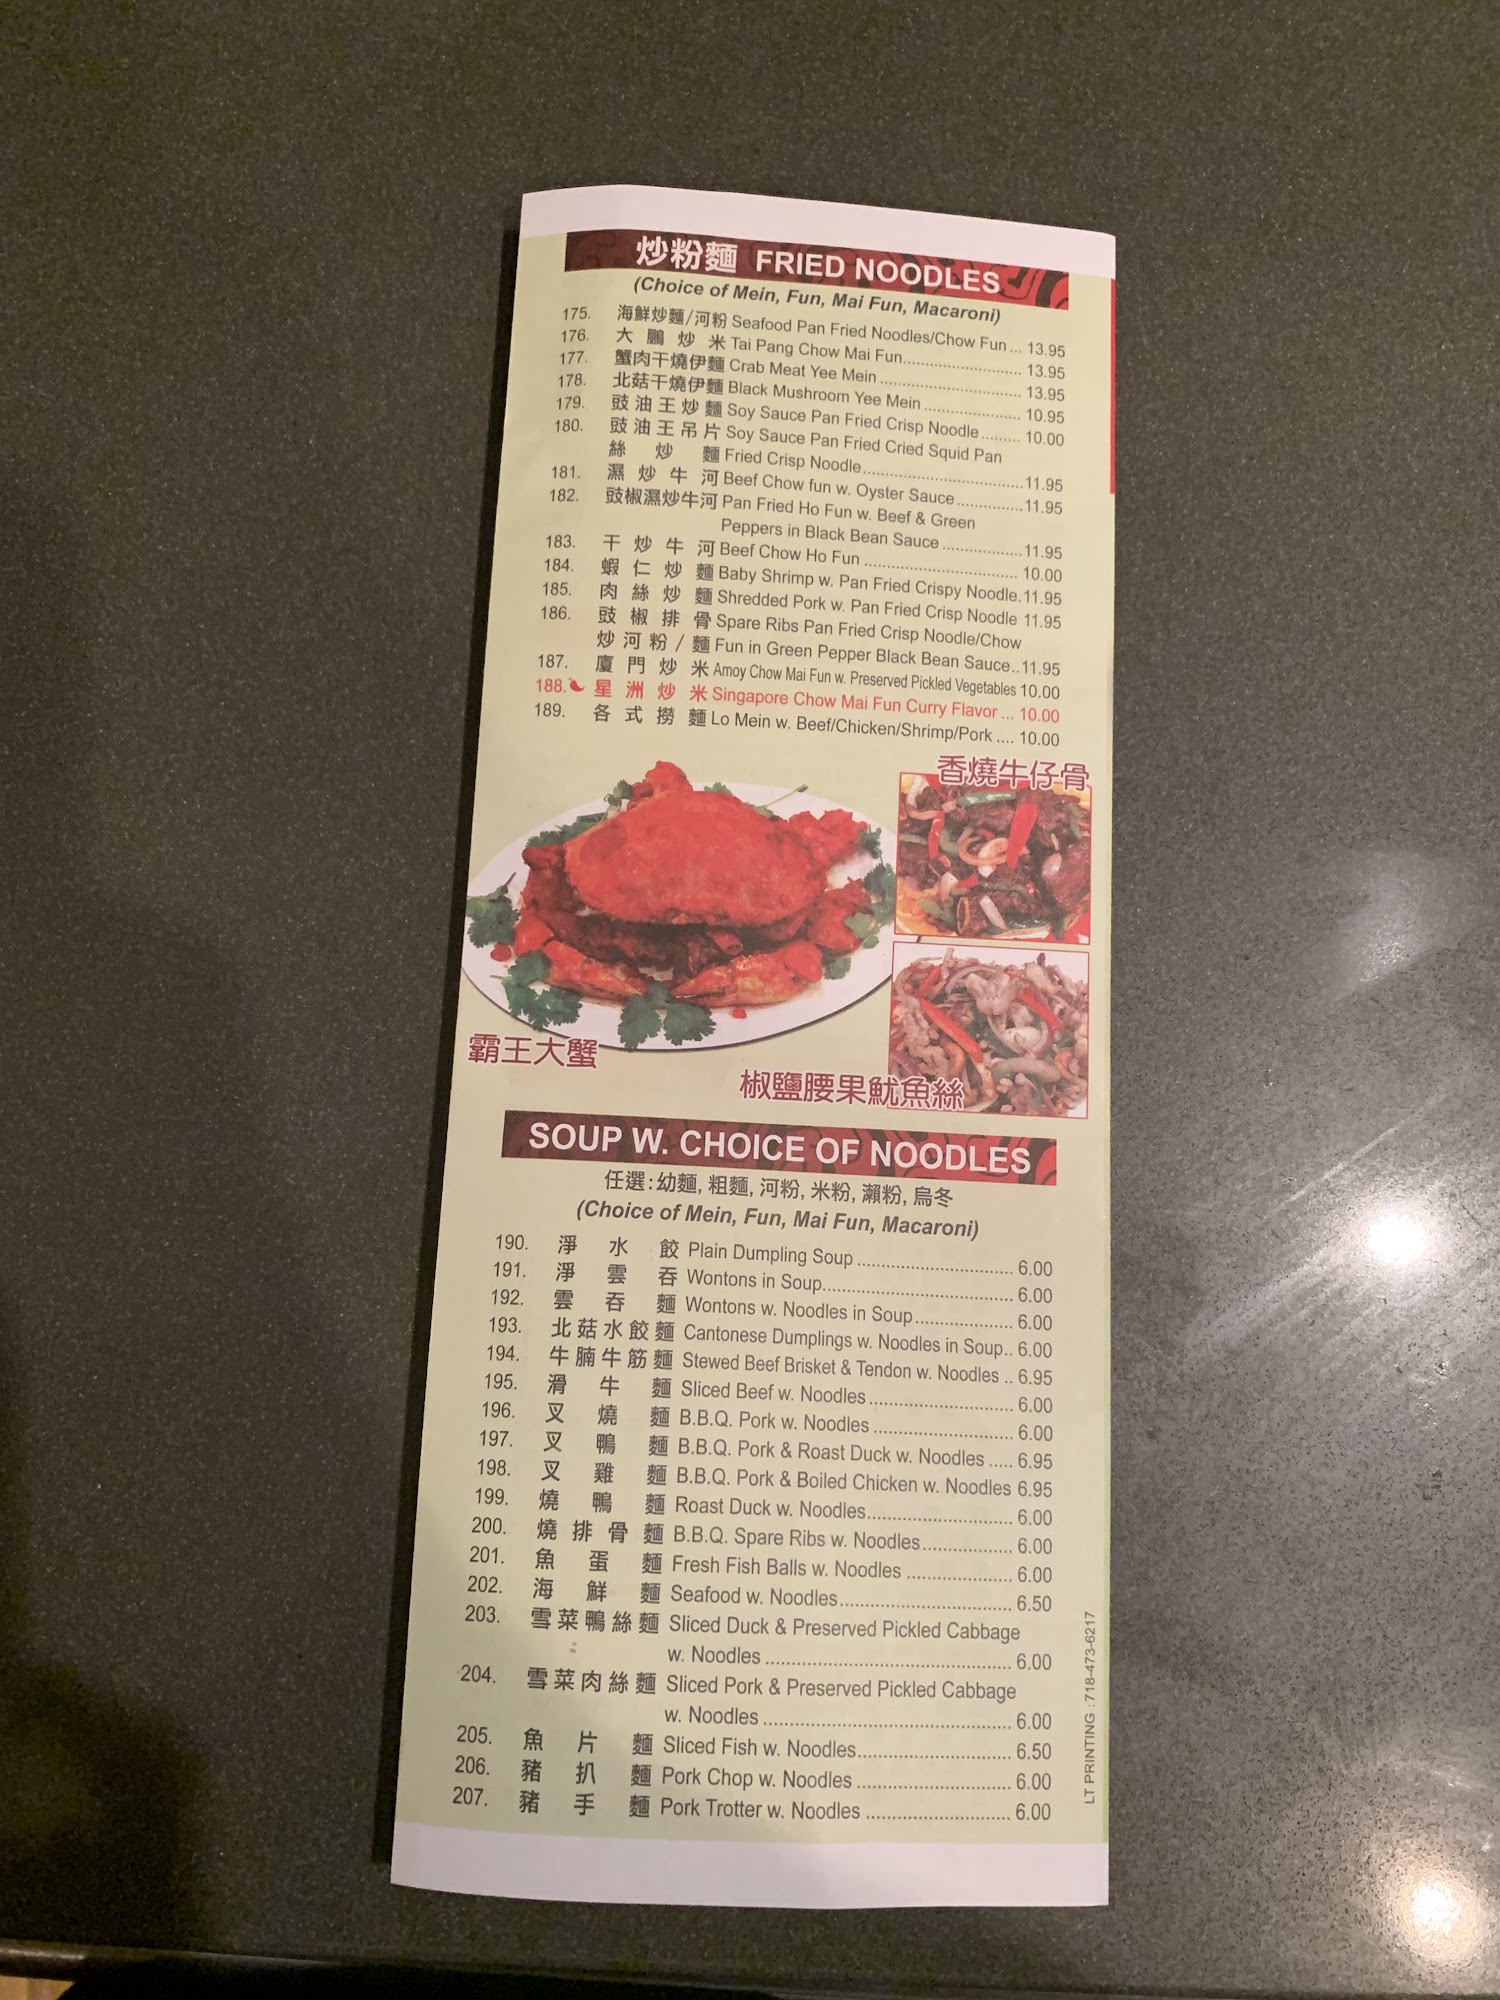 炒粉麵 FRIED NOODLES
(Choice of Mein, Fun, Mai Fun, Macaroni)
175. 海鮮炒麵/河粉 Seafood Pan Fried Noodles/Chow Fun ... 13.95
176. 大鵬炒米 Tai Pang Chow Mai Fun.............................. 13.95
177. 蟹肉干燒伊麵 Crab Meat Yee Mein .............................. 13.95
178. 北菇干燒伊麵 Black Mushroom Yee Mein .................... 10.95
179. 豉油王炒麵 Soy Sauce Pan Fried Crisp Noodle......... 10.00
180. 豉油王吊片 Soy Sauce Pan Fried Cried Squid Pan
絲炒麵 Fried Crisp Noodle.................................. 11.95
181. 濕炒牛河 Beef Chow fun w. Oyster Sauce ................. 11.95
182. 豉椒濕炒牛河 Pan Fried Ho Fun w. Beef & Green
Peppers in Black Bean Sauce .................... 11.95
183. 干炒牛河 Beef Chow Ho Fun .................................. 10.00
184. 蝦仁炒麵 Baby Shrimp w. Pan Fried Crispy Noodle. 11.95
185. 肉絲炒麵 Shredded Pork w. Pan Fried Crisp Noodle 11.95
186. 豉椒排骨 Spare Ribs Pan Fried Crisp Noodle/Chow
炒河粉/麵 Fun in Green Pepper Black Bean Sauce.. 11.95
187. 廈門炒米 Amoy Chow Mai Fun w. Preserved Pickled Vegetables 10.00
188. 星洲炒米 Singapore Chow Mai Fun Curry Flavor ... 10.00
189. 各式撈麵 Lo Mein w. Beef/Chicken/Shrimp/Pork .... 10.00
香燒牛仔骨
霸王大蟹
椒鹽腰果魷魚絲
SOUP W. CHOICE OF NOODLES
任選:幼麵, 粗麵, 河粉, 米粉, 瀨粉, 烏冬
(Choice of Mein, Fun, Mai Fun, Macaroni)
190. 淨水餃 Plain Dumpling Soup .............................. 6.00
191. 淨雲吞 Wontons in Soup.................................... 6.00
192. 雲吞麵 Wontons w. Noodles in Soup................... 6.00
193. 北菇水餃麵 Cantonese Dumplings w. Noodles in Soup.. 6.00
194. 牛腩牛筋麵 Stewed Beef Brisket & Tendon w. Noodles .. 6.95
195. 滑牛麵 Sliced Beef w. Noodles ............................ 6.00
196. 叉燒麵 B.B.Q. Pork w. Noodles ........................... 6.00
197. 叉鴨麵 B.B.Q. Pork & Roast Duck w. Noodles ..... 6.95
198. 叉雞麵 B.B.Q. Pork & Boiled Chicken w. Noodles 6.95
199. 燒鴨麵 Roast Duck w. Noodles............................ 6.00
200. 燒排骨麵 B.B.Q. Spare Ribs w. Noodles................. 6.00
201. 魚蛋麵 Fresh Fish Balls w. Noodles .................... 6.00
202. 海鮮麵 Seafood w. Noodles................................. 6.50
203. 雪菜鴨絲麵 Sliced Duck & Preserved Pickled Cabbage
w. Noodles ............................................... 6.00
204. 雪菜肉絲麵 Sliced Pork & Preserved Pickled Cabbage
w. Noodles ............................................... 6.00
205. 魚片麵 Sliced Fish w. Noodles.............................. 6.50
206. 豬扒麵 Pork Chop w. Noodles .............................. 6.00
207. 豬手麵 Pork Trotter w. Noodles ............................ 6.00
LT PRINTING :718-473-6217